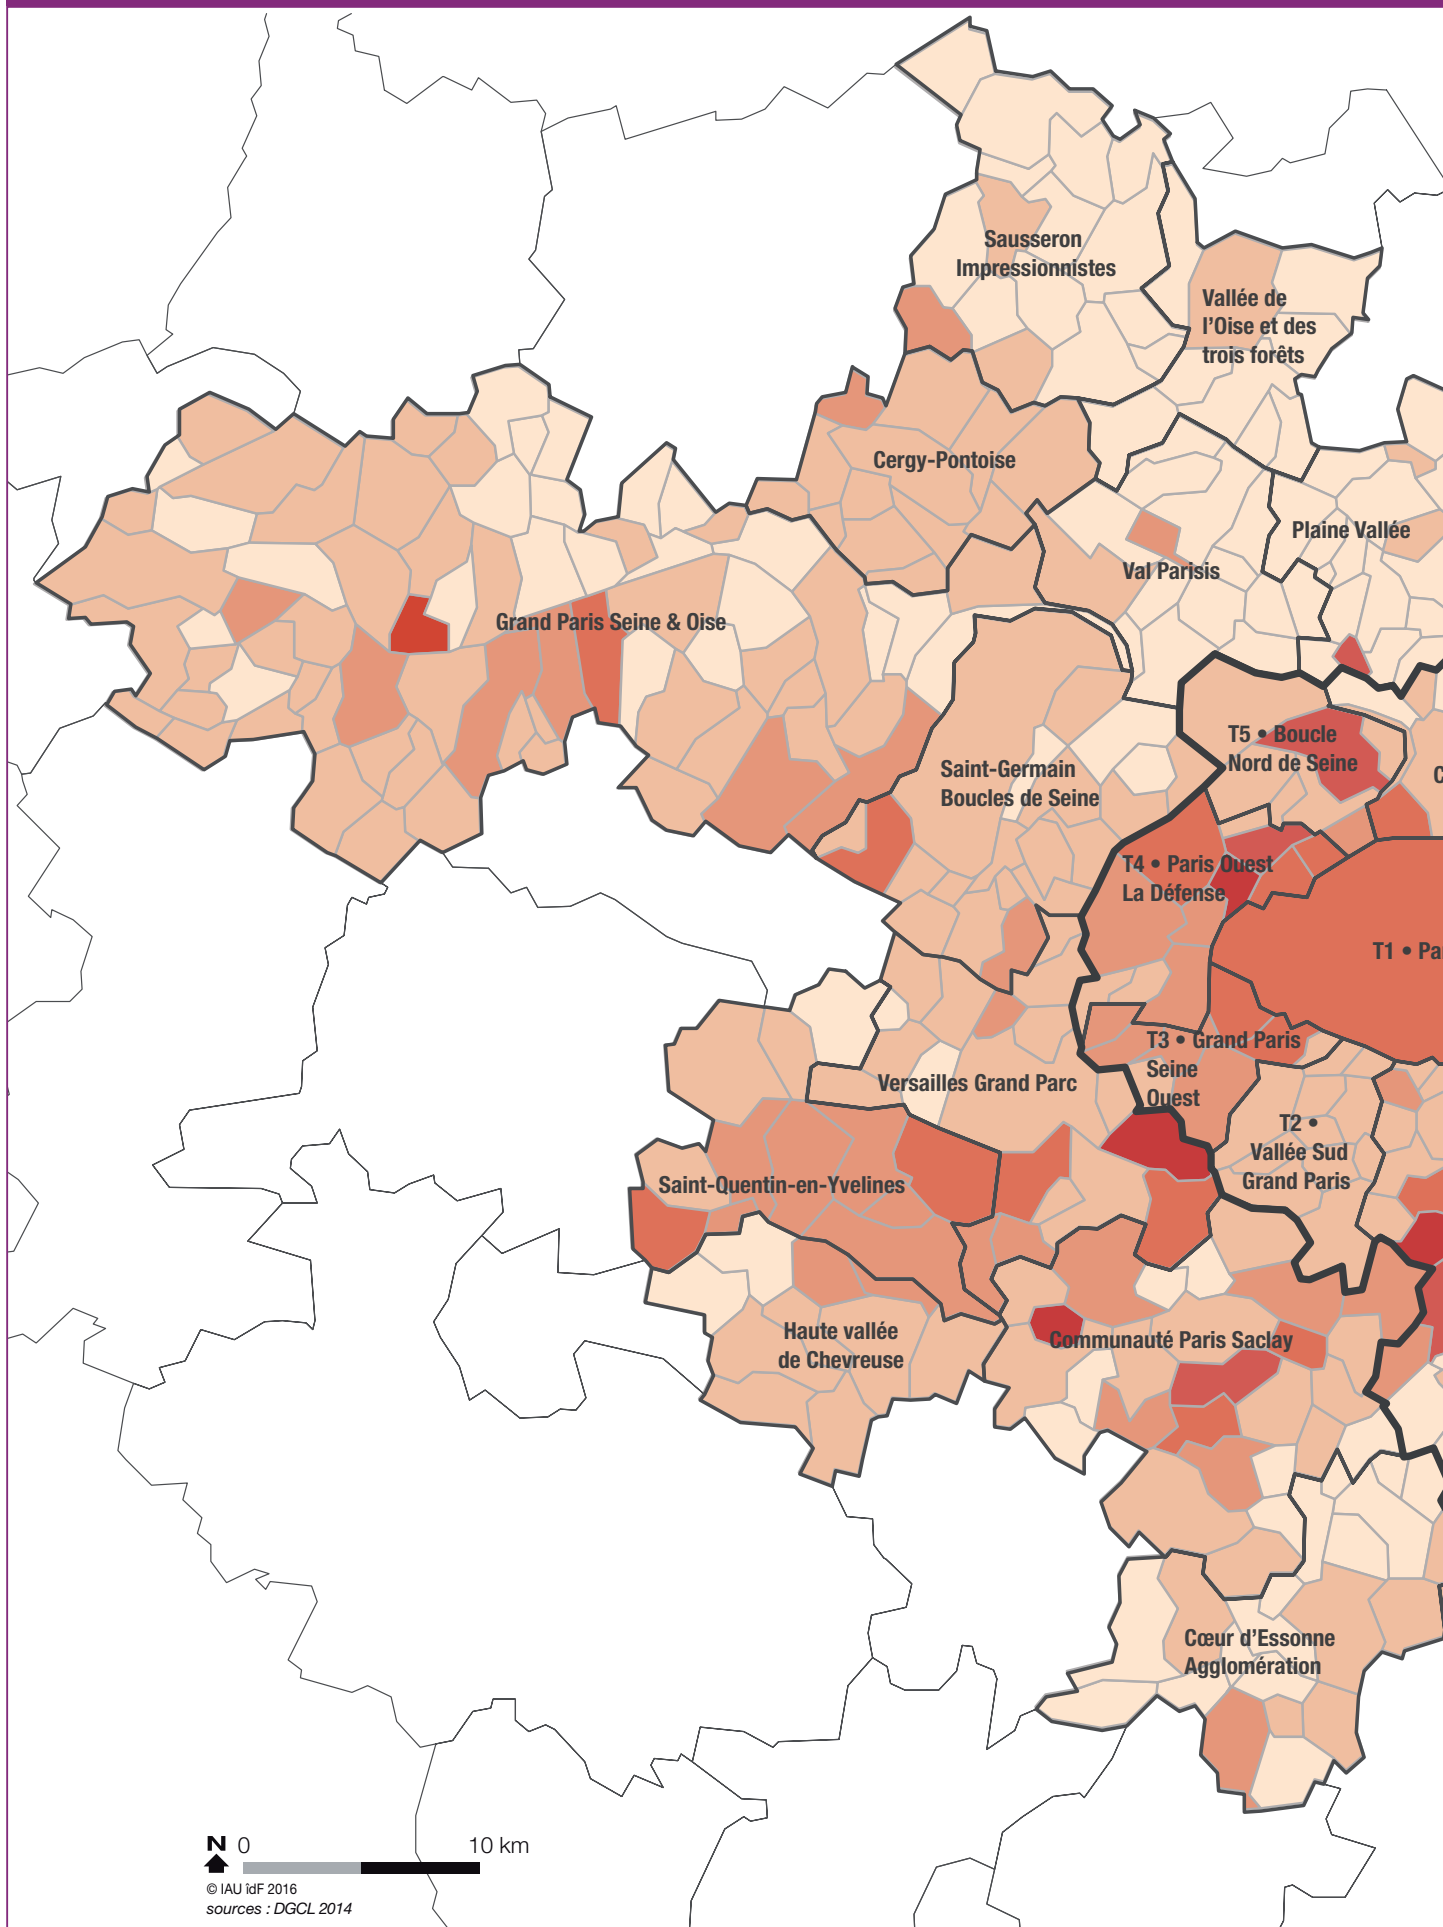 Sausseron
Impressionnistes
Vallée de
l'Oise et des
trois forêts
Cergy-Pontoise
Plaine Vallée
Val Parisis
Grand Paris Seine & Oise
T5 • Boucle
Nord de Seine
Saint-Germain
Boucles de Seine
C
T4 • Paris Ouest
La Défense
T1 • Pa
T3 • Grand Paris
Seine
Ouest
Versailles Grand Parc
T2 •
Vallée Sud
Grand Paris
Saint-Quentin-en-Yvelines
Haute vallée
de Chevreuse
Communauté Paris Saclay
Cœur d'Essonne
Agglomération
N 0 10 km
© IAU îdF 2016
sources : DGCL 2014